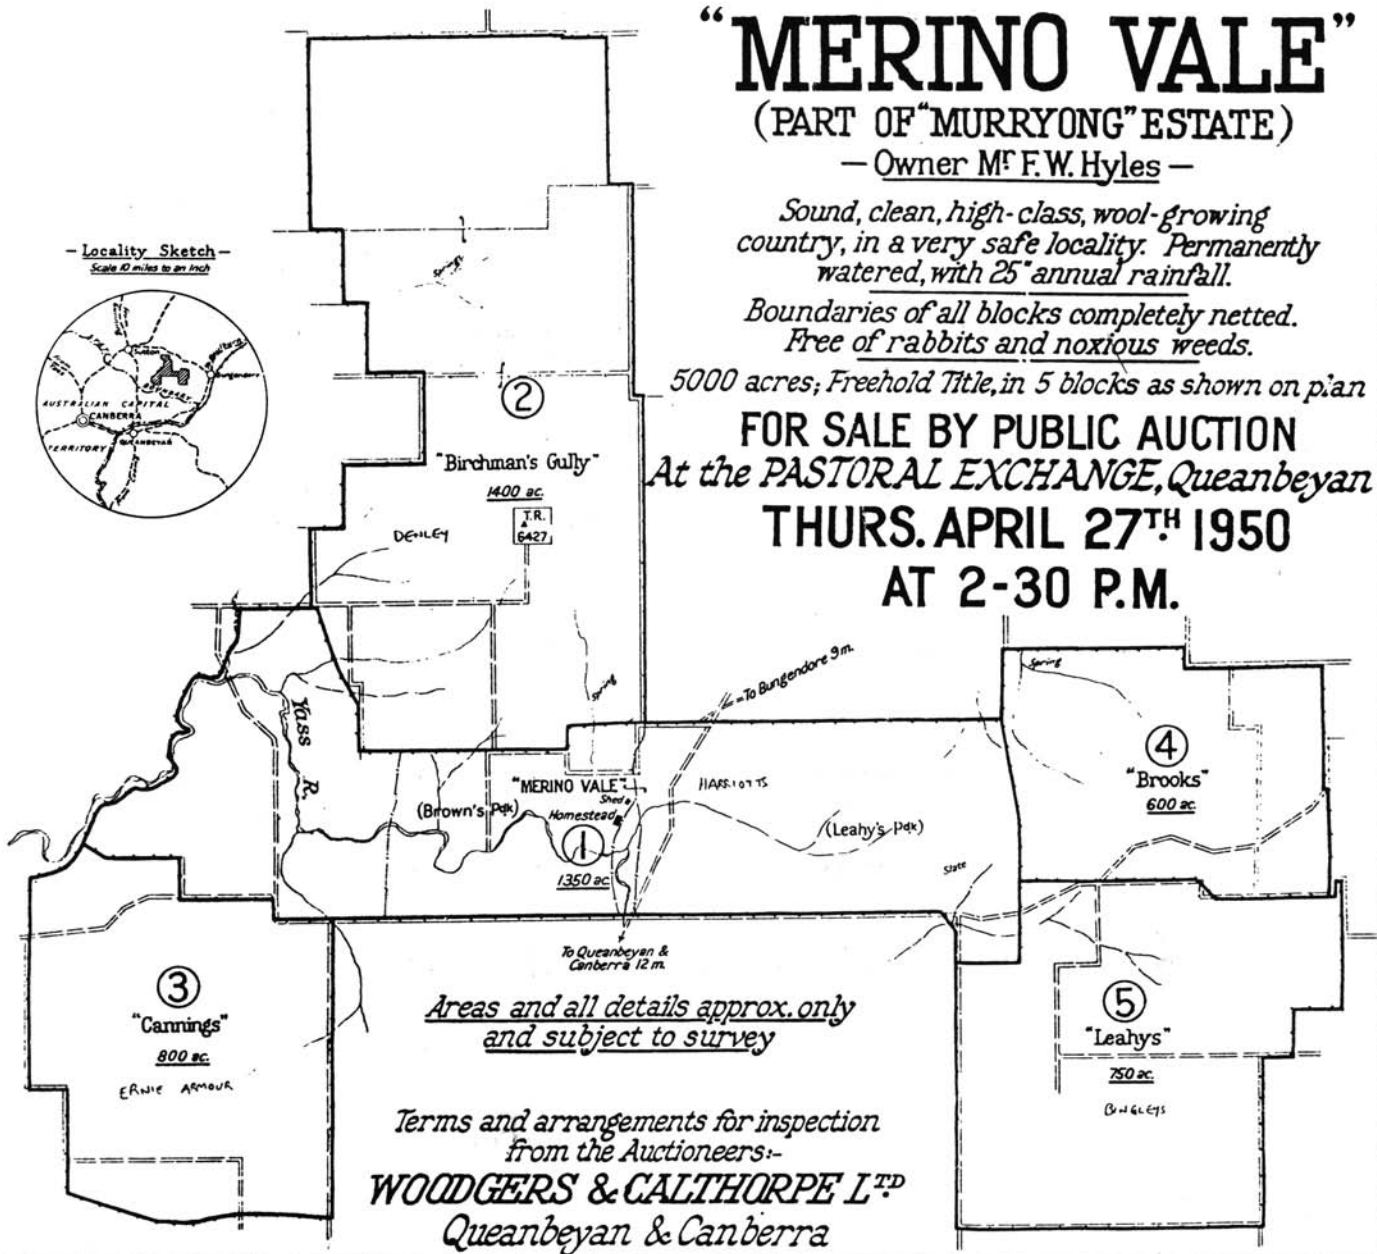 "MERINO VALE"
(PART OF "MURRYONG" ESTATE)
— Owner Mr. F.W. Hyles —
Sound, clean, high-class, wool-growing
country, in a very safe locality. Permanently
watered, with 25" annual rainfall.
Boundaries of all blocks completely netted.
Free of rabbits and noxious weeds.
5000 acres; Freehold Title, in 5 blocks as shown on plan
FOR SALE BY PUBLIC AUCTION
At the PASTORAL EXCHANGE, Queanbeyan
THURS. APRIL 27TH. 1950
AT 2-30 P.M.
— Locality Sketch —
Scale 10 miles to an Inch
Sutton
Bungendore
AUSTRALIAN CAPITAL
CANBERRA
QUEANBEYAN
TERRITORY
Springs
2
"Birchman's Gully"
1400 ac.
T.R.
6427
DENLEY
Spring
To Bungendore 9 m.
Yass R.
(Brown's Pdk)
"MERINO VALE"
Shed
Homestead
1
1350 ac.
HARRIOTTS
(Leahy's Pdk)
Slate
Spring
4
"Brooks"
600 ac.
To Queanbeyan &
Canberra 12 m.
3
"Cannings"
800 ac.
ERNIE ARMOUR
5
"Leahys"
750 ac.
BINGLEYS
Areas and all details approx. only
and subject to survey
Terms and arrangements for inspection
from the Auctioneers:-
WOODGERS & CALTHORPE LTD
Queanbeyan & Canberra